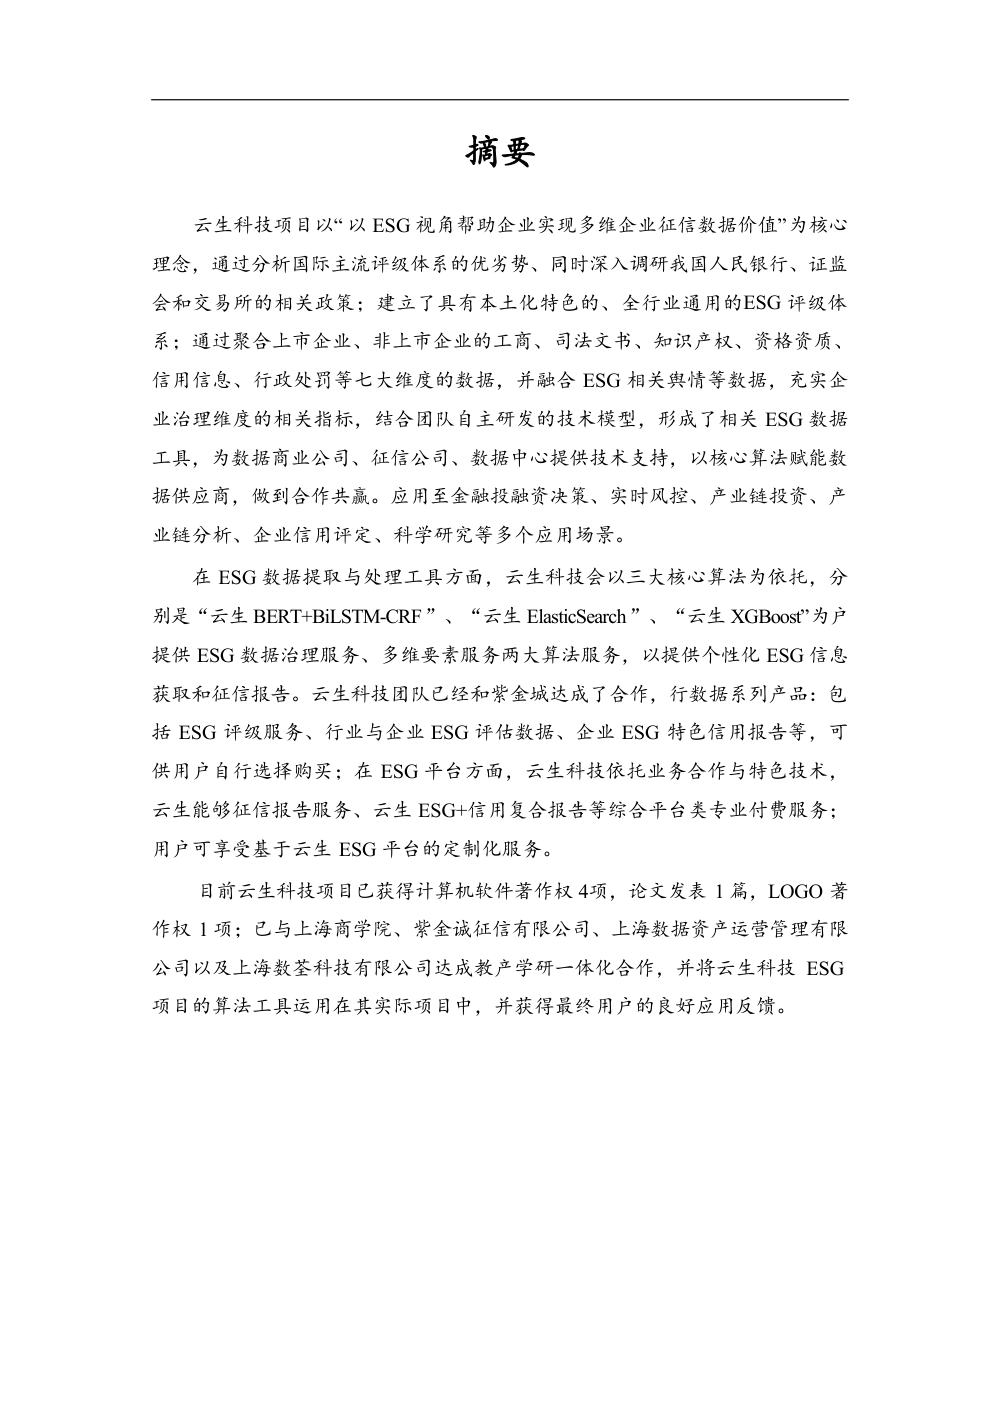 摘要
云生科技项目以“ 以 ESG 视角帮助企业实现多维企业征信数据价值” 为核心
理念，通过分析国际主流评级体系的优劣势、同时深入调研我国人民银行、证监
会和交易所的相关政策；建立了具有本土化特色的、全行业通用的ESG 评级体
系；通过聚合上市企业、非上市企业的工商、司法文书、知识产权、资格资质、
信用信息、行政处罚等七大维度的数据，并融合 ESG 相关舆情等数据，充实企
业治理维度的相关指标，结合团队自主研发的技术模型，形成了相关 ESG 数据
工具，为数据商业公司、征信公司、数据中心提供技术支持，以核心算法赋能数
据供应商，做到合作共赢。应用至金融投融资决策、实时风控、产业链投资、产
业链分析、企业信用评定、科学研究等多个应用场景。
在 ESG 数据提取与处理工具方面，云生科技会以三大核心算法为依托，分
别是“云生 BERT+BiLSTM-CRF ” 、“云生 ElasticSearch ” 、“云生 XGBoost” 为户
提供 ESG 数据治理服务、多维要素服务两大算法服务，以提供个性化 ESG 信息
获取和征信报告。云生科技团队已经和紫金城达成了合作，行数据系列产品：包
括 ESG 评级服务、行业与企业 ESG 评估数据、企业 ESG 特色信用报告等，可
供用户自行选择购买；在 ESG 平台方面，云生科技依托业务合作与特色技术，
云生能够征信报告服务、云生 ESG+信用复合报告等综合平台类专业付费服务；
用户可享受基于云生 ESG 平台的定制化服务。
目前云生科技项目已获得计算机软件著作权 4项，论文发表 1 篇，LOGO 著
作权 1 项；已与上海商学院、紫金诚征信有限公司、上海数据资产运营管理有限
公司以及上海数荃科技有限公司达成教产学研一体化合作，并将云生科技 ESG
项目的算法工具运用在其实际项目中，并获得最终用户的良好应用反馈。